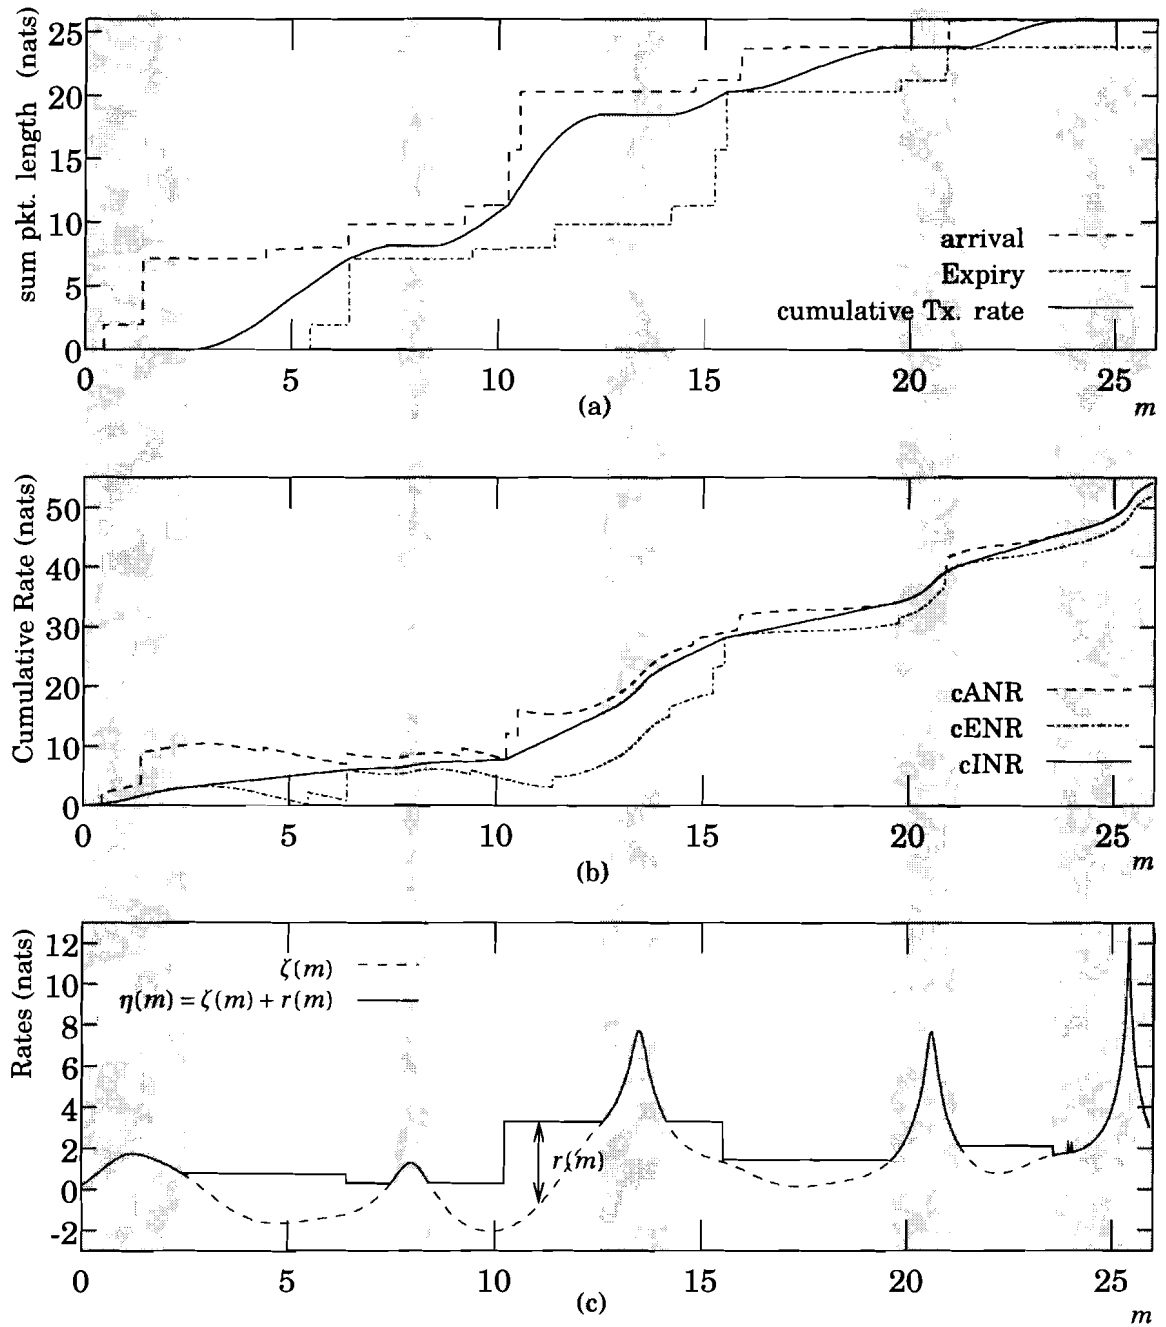 sum pkt. length (nats)
25
20
15
10
5
0
arrival
Expiry
cumulative Tx. rate
0 5 10 15 20 25
(a)
m
Cumulative Rate (nats)
50
40
30
20
10
0
cANR
cENR
cINR
0 5 10 15 20 25
(b)
m
Rates (nats)
12
10
8
6
4
2
0
-2
ζ(m)
η(m) = ζ(m) + r(m)
r(m)
0 5 10 15 20 25
(c)
m